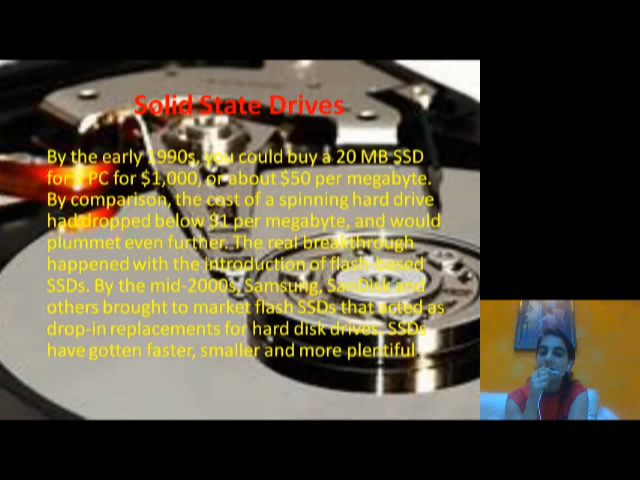 Solid State Drives
By the early 1990s, you could buy a 20 MB SSD
for a PC for $1,000, or about $50 per megabyte.
By comparison, the cost of a spinning hard drive
had dropped below $1 per megabyte, and would
plummet even further. The real breakthrough
happened with the introduction of flash-based
SSDs. By the mid-2000s, Samsung, SanDisk and
others brought to market flash SSDs that acted as
drop-in replacements for hard disk drives. SSDs
have gotten faster, smaller and more plentiful